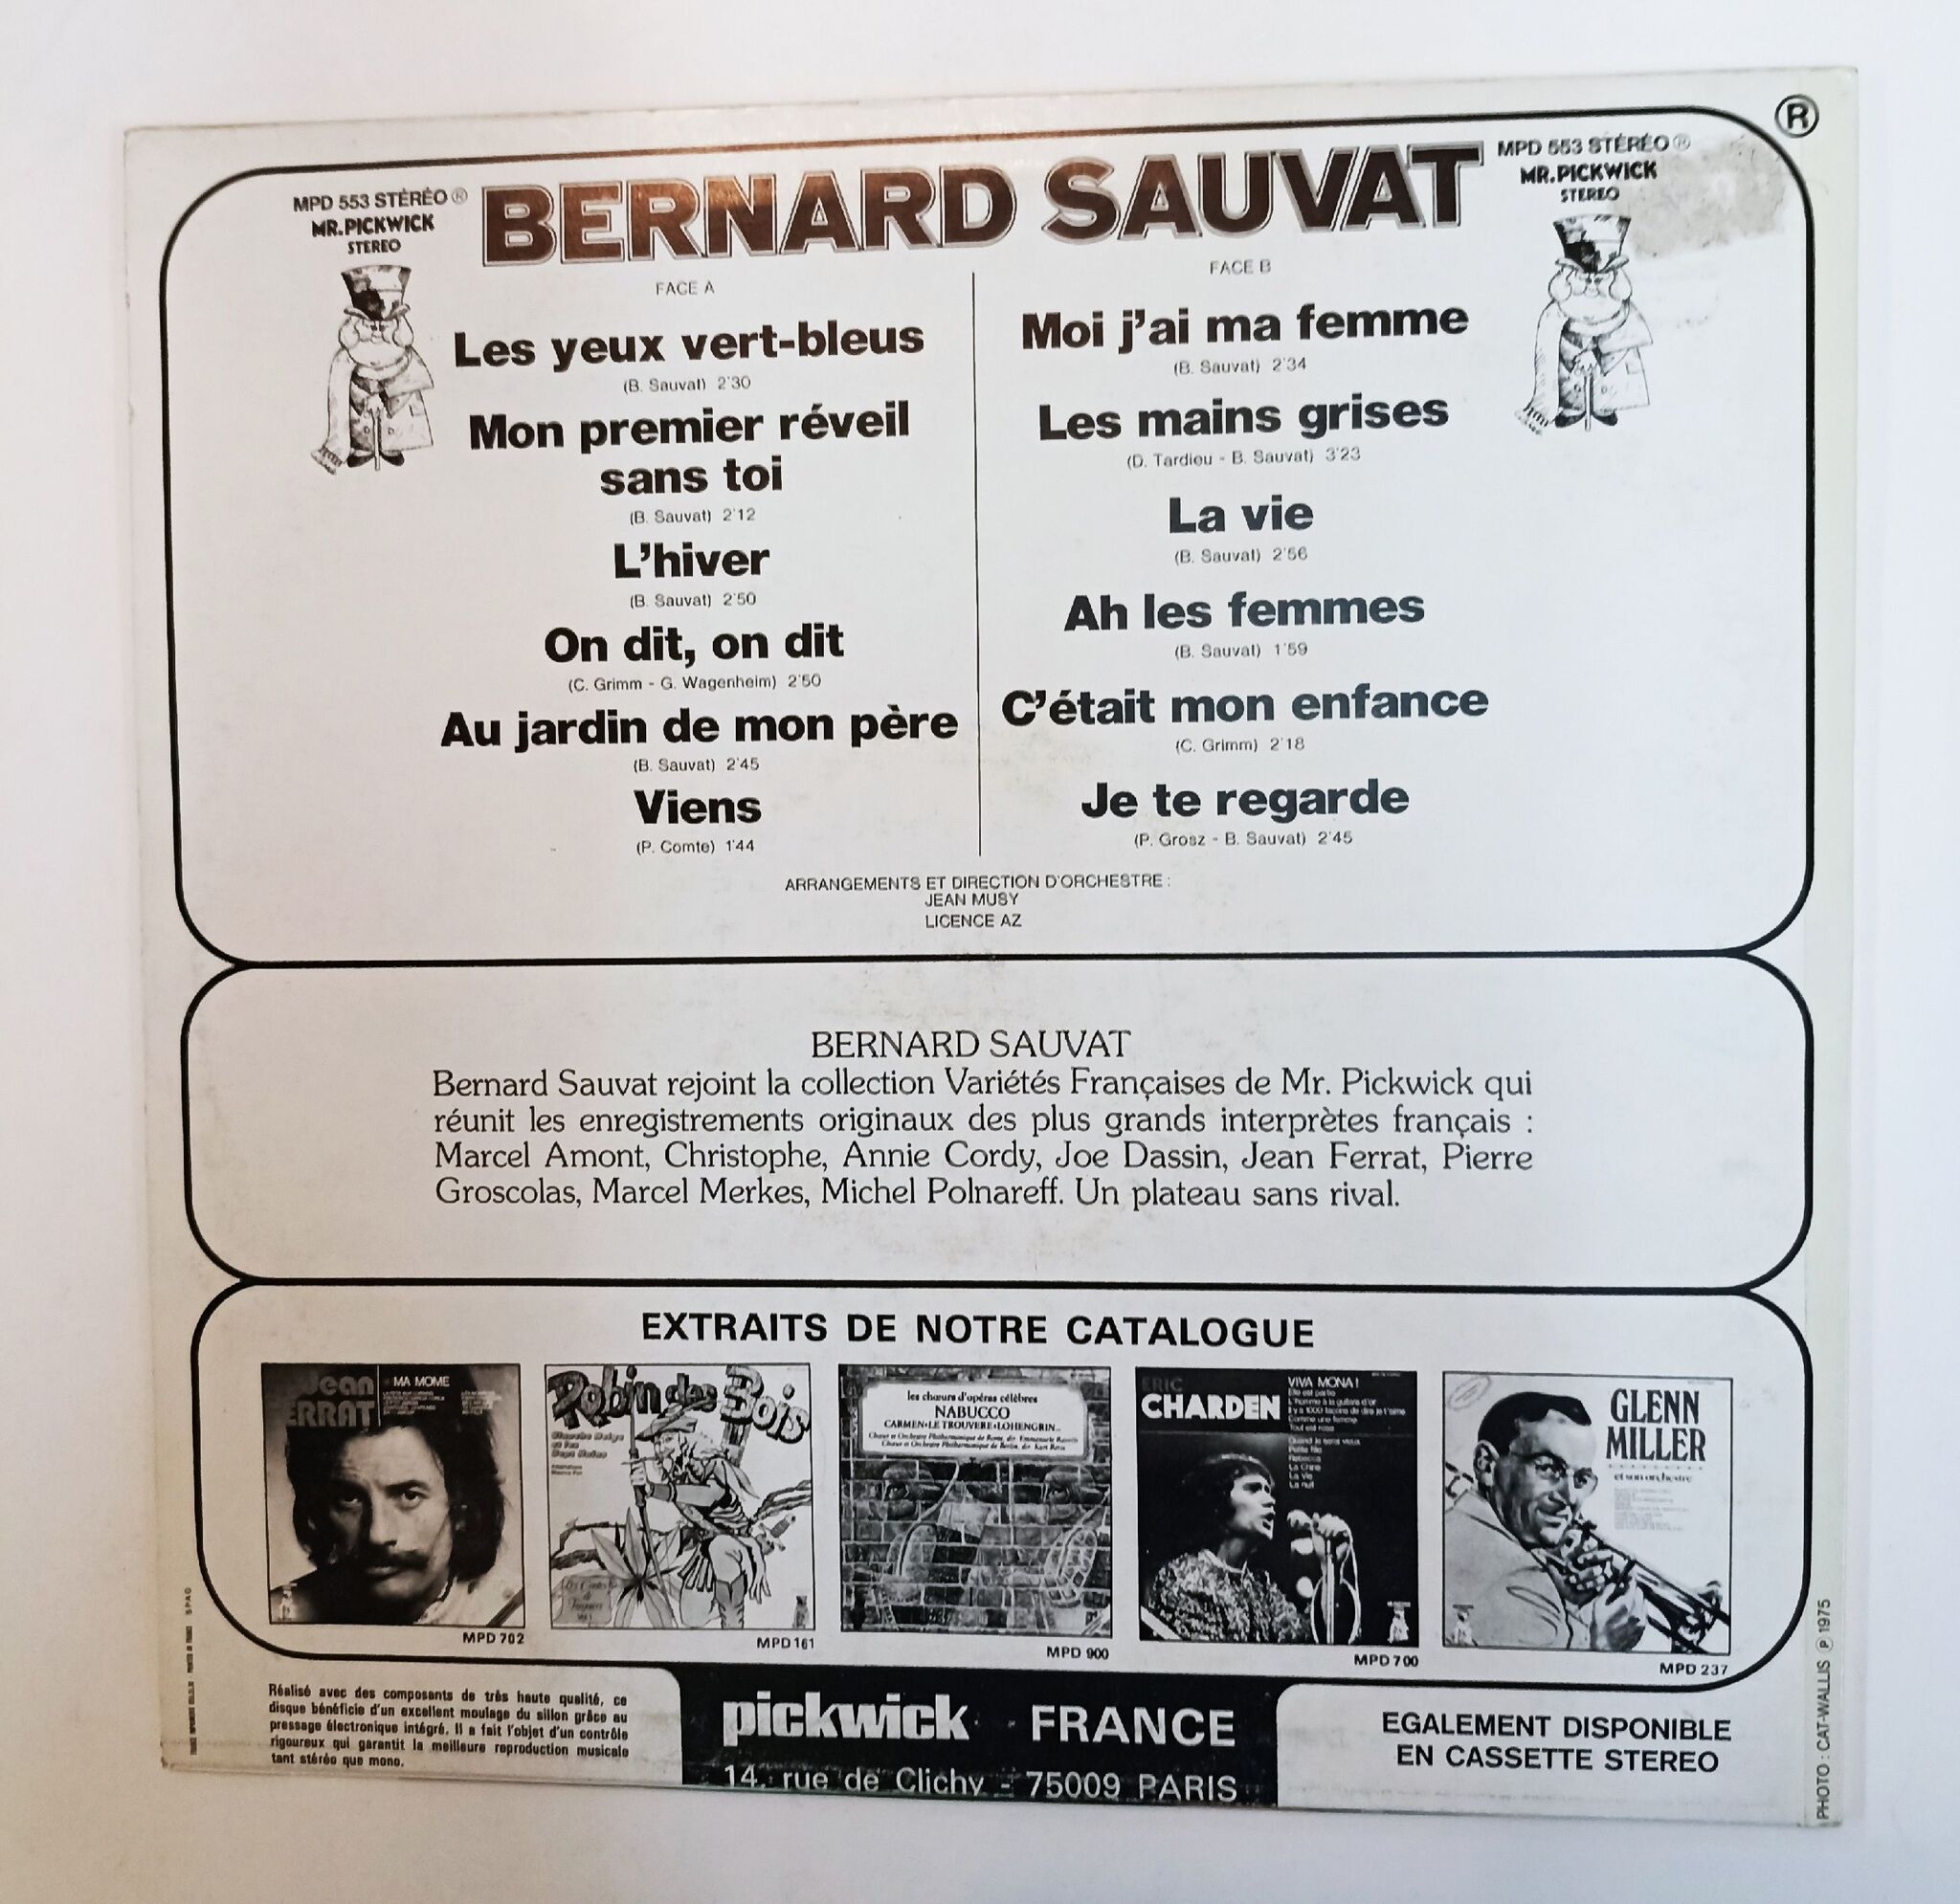 ®
MPD 553 STÉRÉO ®
MR.PICKWICK
STEREO
BERNARD SAUVAT
MPD 553 STÉRÉO ®
MR.PICKWICK
STEREO
FACE A
Les yeux vert-bleus
(B. Sauvat) 2'30
Mon premier réveil
sans toi
(B. Sauvat) 2'12
L'hiver
(B. Sauvat) 2'50
On dit, on dit
(C. Grimm - G. Wagenheim) 2'50
Au jardin de mon père
(B. Sauvat) 2'45
Viens
(P. Comte) 1'44
FACE B
Moi j'ai ma femme
(B. Sauvat) 2'34
Les mains grises
(D. Tardieu - B. Sauvat) 3'23
La vie
(B. Sauvat) 2'56
Ah les femmes
(B. Sauvat) 1'59
C'était mon enfance
(C. Grimm) 2'18
Je te regarde
(P. Grosz - B. Sauvat) 2'45
ARRANGEMENTS ET DIRECTION D'ORCHESTRE :
JEAN MUSY
LICENCE AZ
BERNARD SAUVAT
Bernard Sauvat rejoint la collection Variétés Françaises de Mr. Pickwick qui
réunit les enregistrements originaux des plus grands interprètes français :
Marcel Amont, Christophe, Annie Cordy, Joe Dassin, Jean Ferrat, Pierre
Groscolas, Marcel Merkes, Michel Polnareff. Un plateau sans rival.
EXTRAITS DE NOTRE CATALOGUE
Jean
FERRAT
MA MOME
MPD 702
Robin des Bois
MPD 161
les chœurs d'opéras célèbres
NABUCCO
CARMEN•LE TROUVERE•LOHENGRIN...
MPD 900
ERIC
CHARDEN
VIVA MONA!
Elle est partie
La Chine
La Vie
La nuit
MPD 700
GLENN
MILLER
et son orchestre
MPD 237
Réalisé avec des composants de très haute qualité, ce
disque bénéficie d'un excellent moulage du sillon grâce au
pressage électronique intégré. Il a fait l'objet d'un contrôle
rigoureux qui garantit la meilleure reproduction musicale
tant stéréo que mono.
pickwick - FRANCE
14, rue de Clichy - 75009 PARIS
EGALEMENT DISPONIBLE
EN CASSETTE STEREO
PHOTO : CAT-WALLIS ℗ 1975